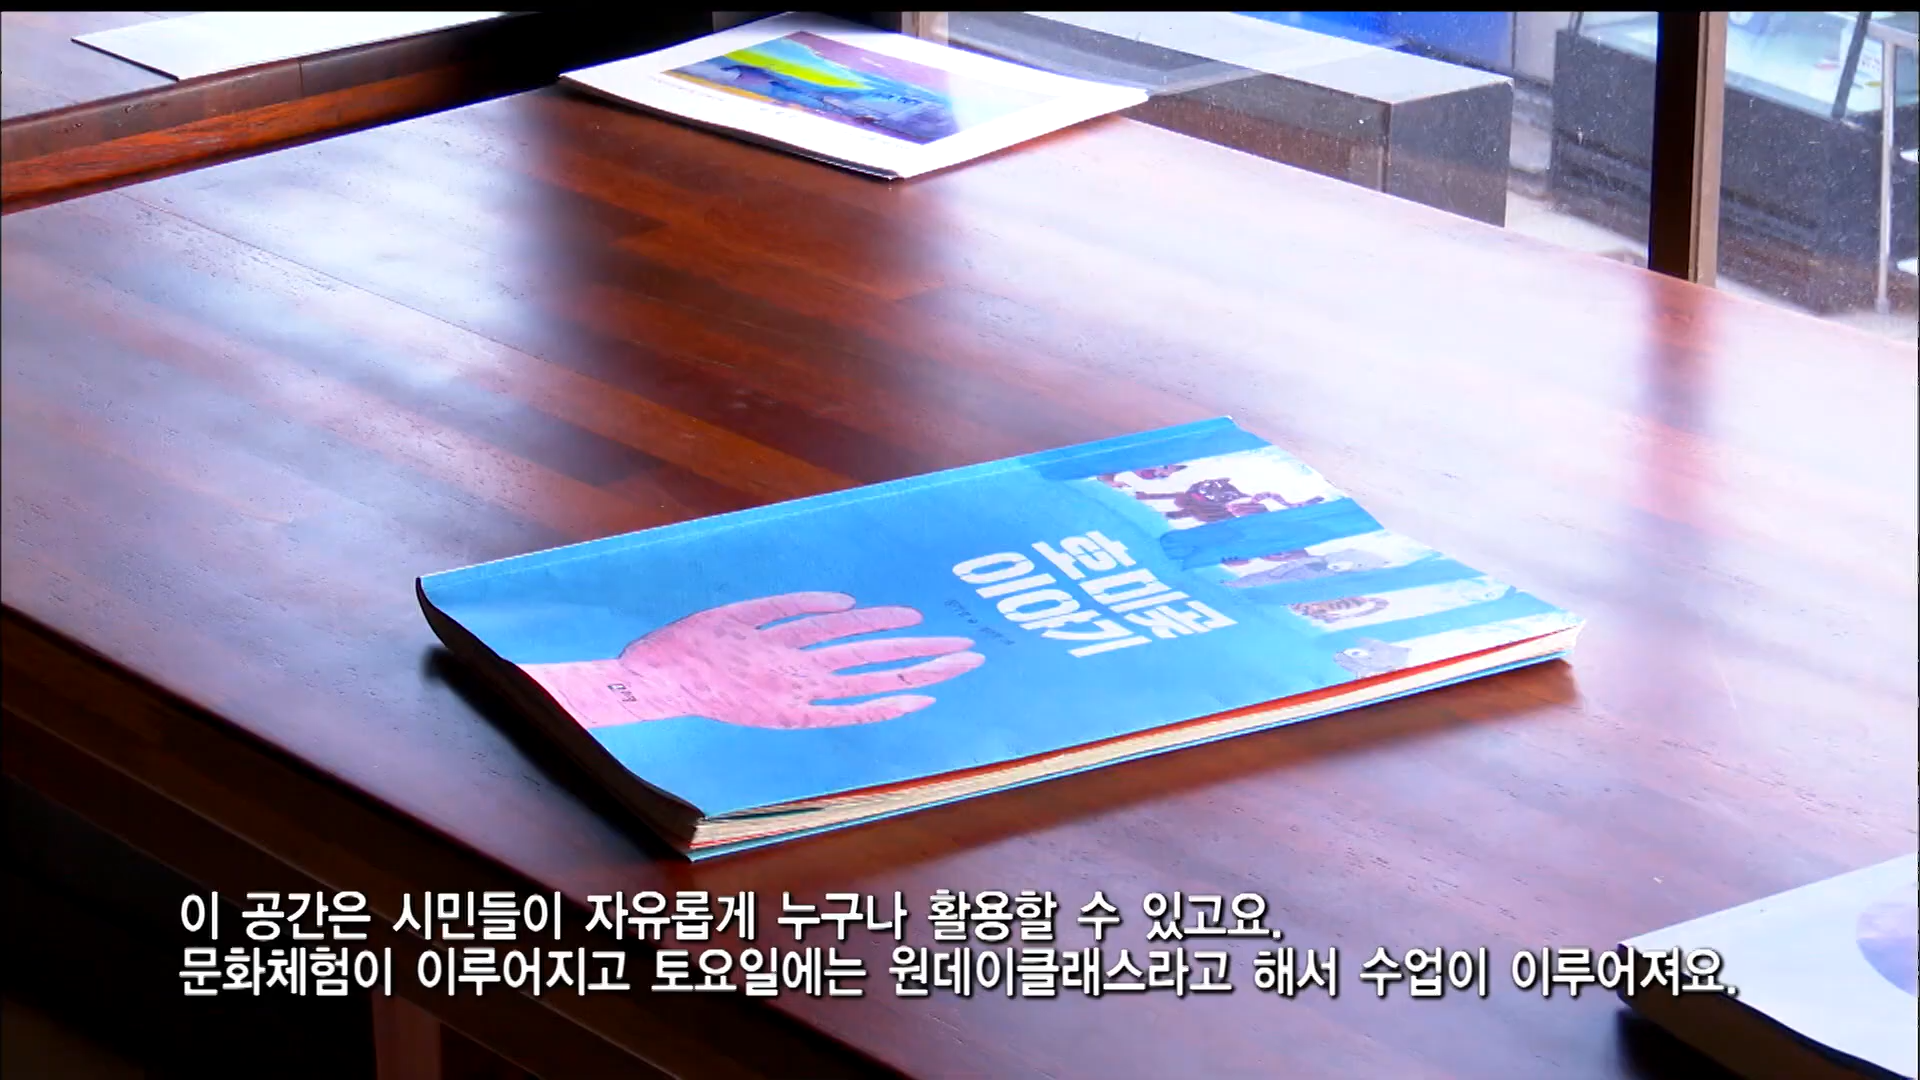 호미곶
이야기
이 공간은 시민들이 자유롭게 누구나 활용할 수 있고요.
문화체험이 이루어지고 토요일에는 원데이클래스라고 해서 수업이 이루어져요.